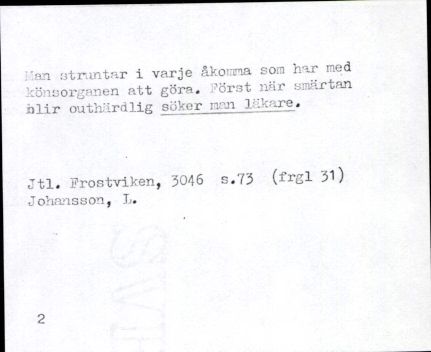 Man struntar i varje åkomma som har med
könsorganen att göra. Först när smärtan
blir outhärdlig söker man läkare.
Jtl. Frostviken, 3046 s.73 (frgl 31)
Johansson, L.
2